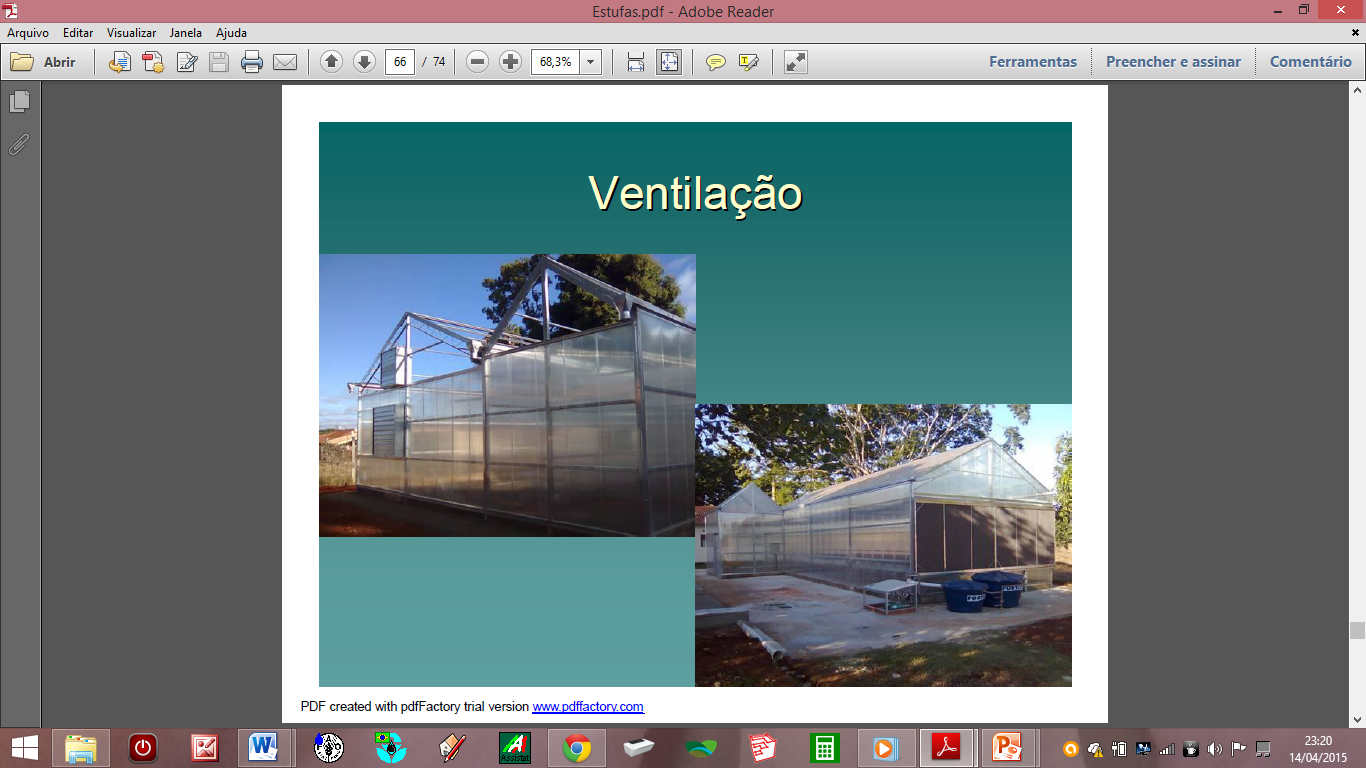 Estufas.pdf - Adobe Reader
Arquivo Editar Visualizar Janela Ajuda
Abrir 66 / 74 68,3% Ferramentas Preencher e assinar Comentário
Ventilação
PDF created with pdfFactory trial version www.pdffactory.com
Assistat
23:20
14/04/2015